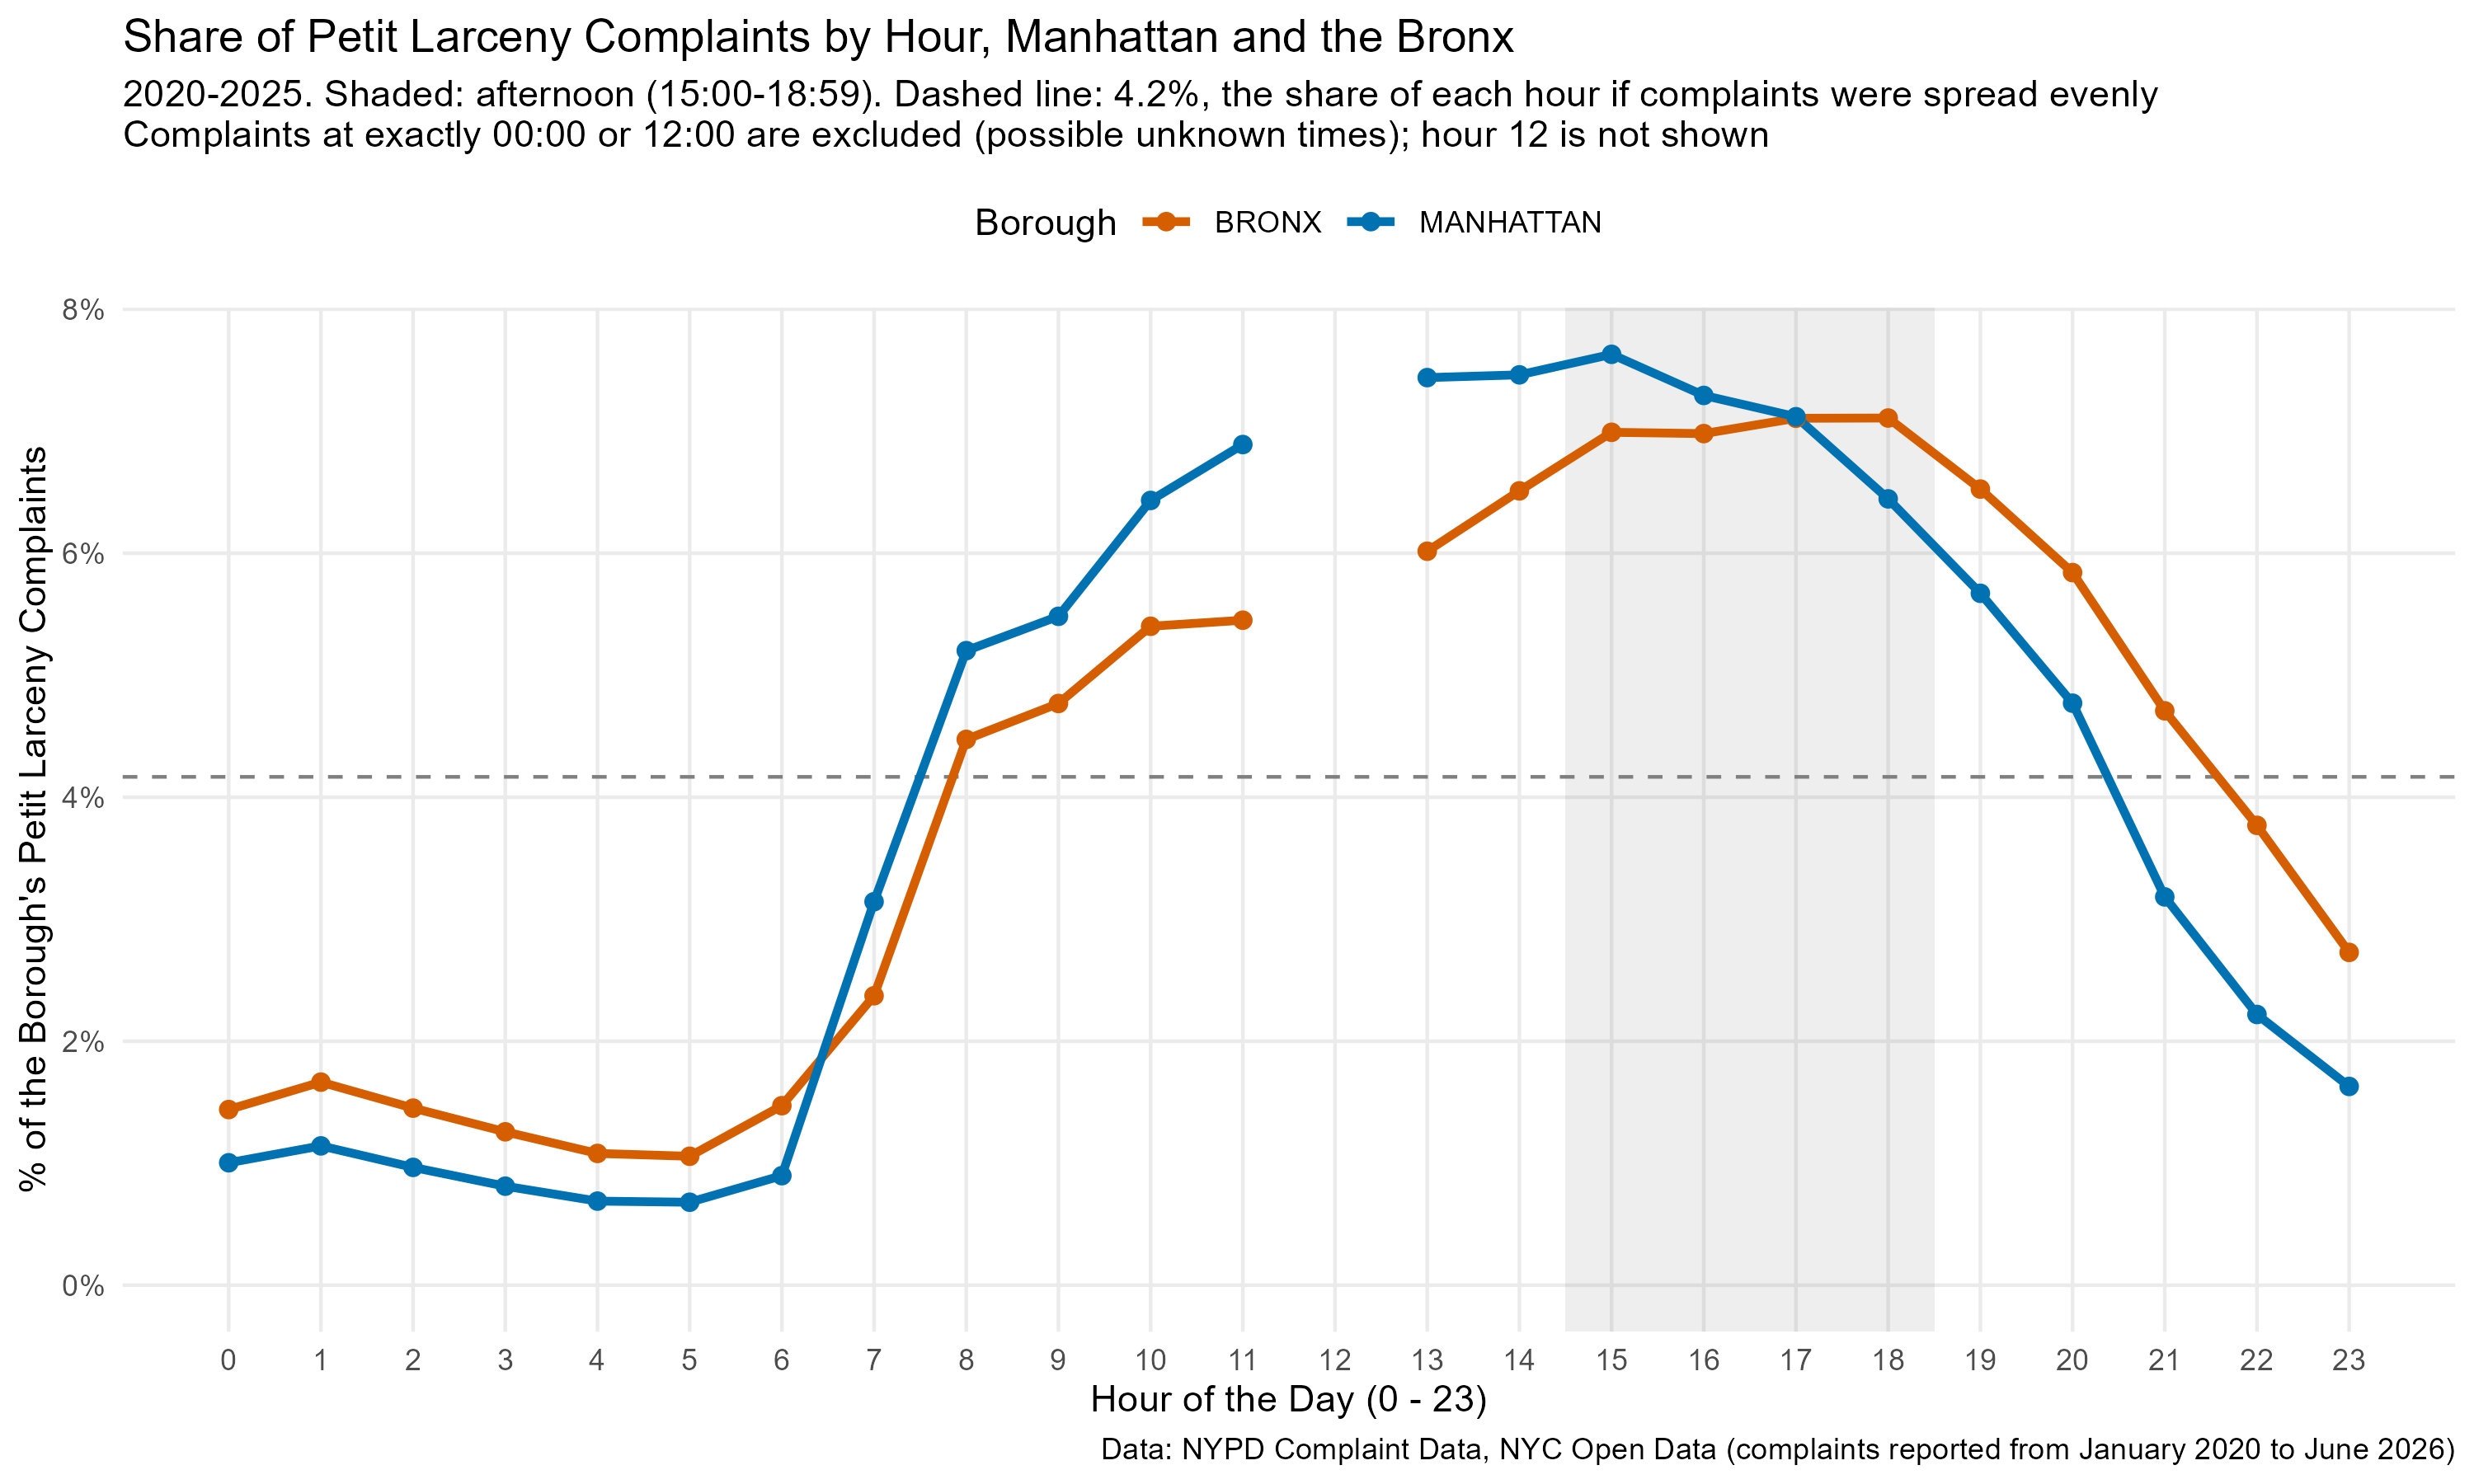 Share of Petit Larceny Complaints by Hour, Manhattan and the Bronx
2020-2025. Shaded: afternoon (15:00-18:59). Dashed line: 4.2%, the share of each hour if complaints were spread evenly
Complaints at exactly 00:00 or 12:00 are excluded (possible unknown times); hour 12 is not shown
Borough BRONX MANHATTAN
% of the Borough's Petit Larceny Complaints
8%
6%
4%
2%
0%
0 1 2 3 4 5 6 7 8 9 10 11 12 13 14 15 16 17 18 19 20 21 22 23
Hour of the Day (0 - 23)
Data: NYPD Complaint Data, NYC Open Data (complaints reported from January 2020 to June 2026)